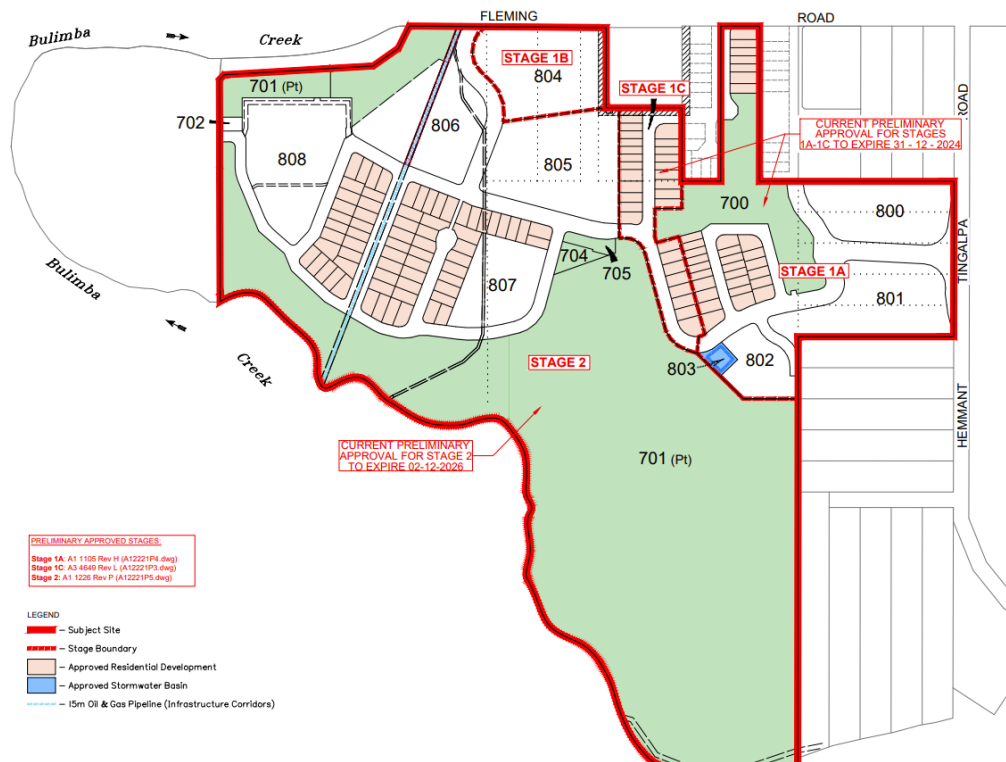 FLEMING
ROAD
Bulimba
Creek
STAGE 1B
804
STAGE 1C
701 (Pt)
702
806
CURRENT PRELIMINARY
APPROVAL FOR STAGES
1A-1C TO EXPIRE 31 - 12 - 2024
ROAD
808
805
700
800
TINGALPA
704
705
STAGE 1A
Bulimba
807
801
Creek
STAGE 2
803
802
HEMMANT
CURRENT PRELIMINARY
APPROVAL FOR STAGE 2
TO EXPIRE 02-12-2026
701 (Pt)
PRELIMINARY APPROVED STAGES:
Stage 1A: A1 1105 Rev H (A12221P4.dwg)
Stage 1C: A3 4649 Rev L (A12221P3.dwg)
Stage 2: A1 1226 Rev P (A12221P5.dwg)
LEGEND
– Subject Site
– Stage Boundary
– Approved Residential Development
– Approved Stormwater Basin
– 15m Oil & Gas Pipeline (Infrastructure Corridors)